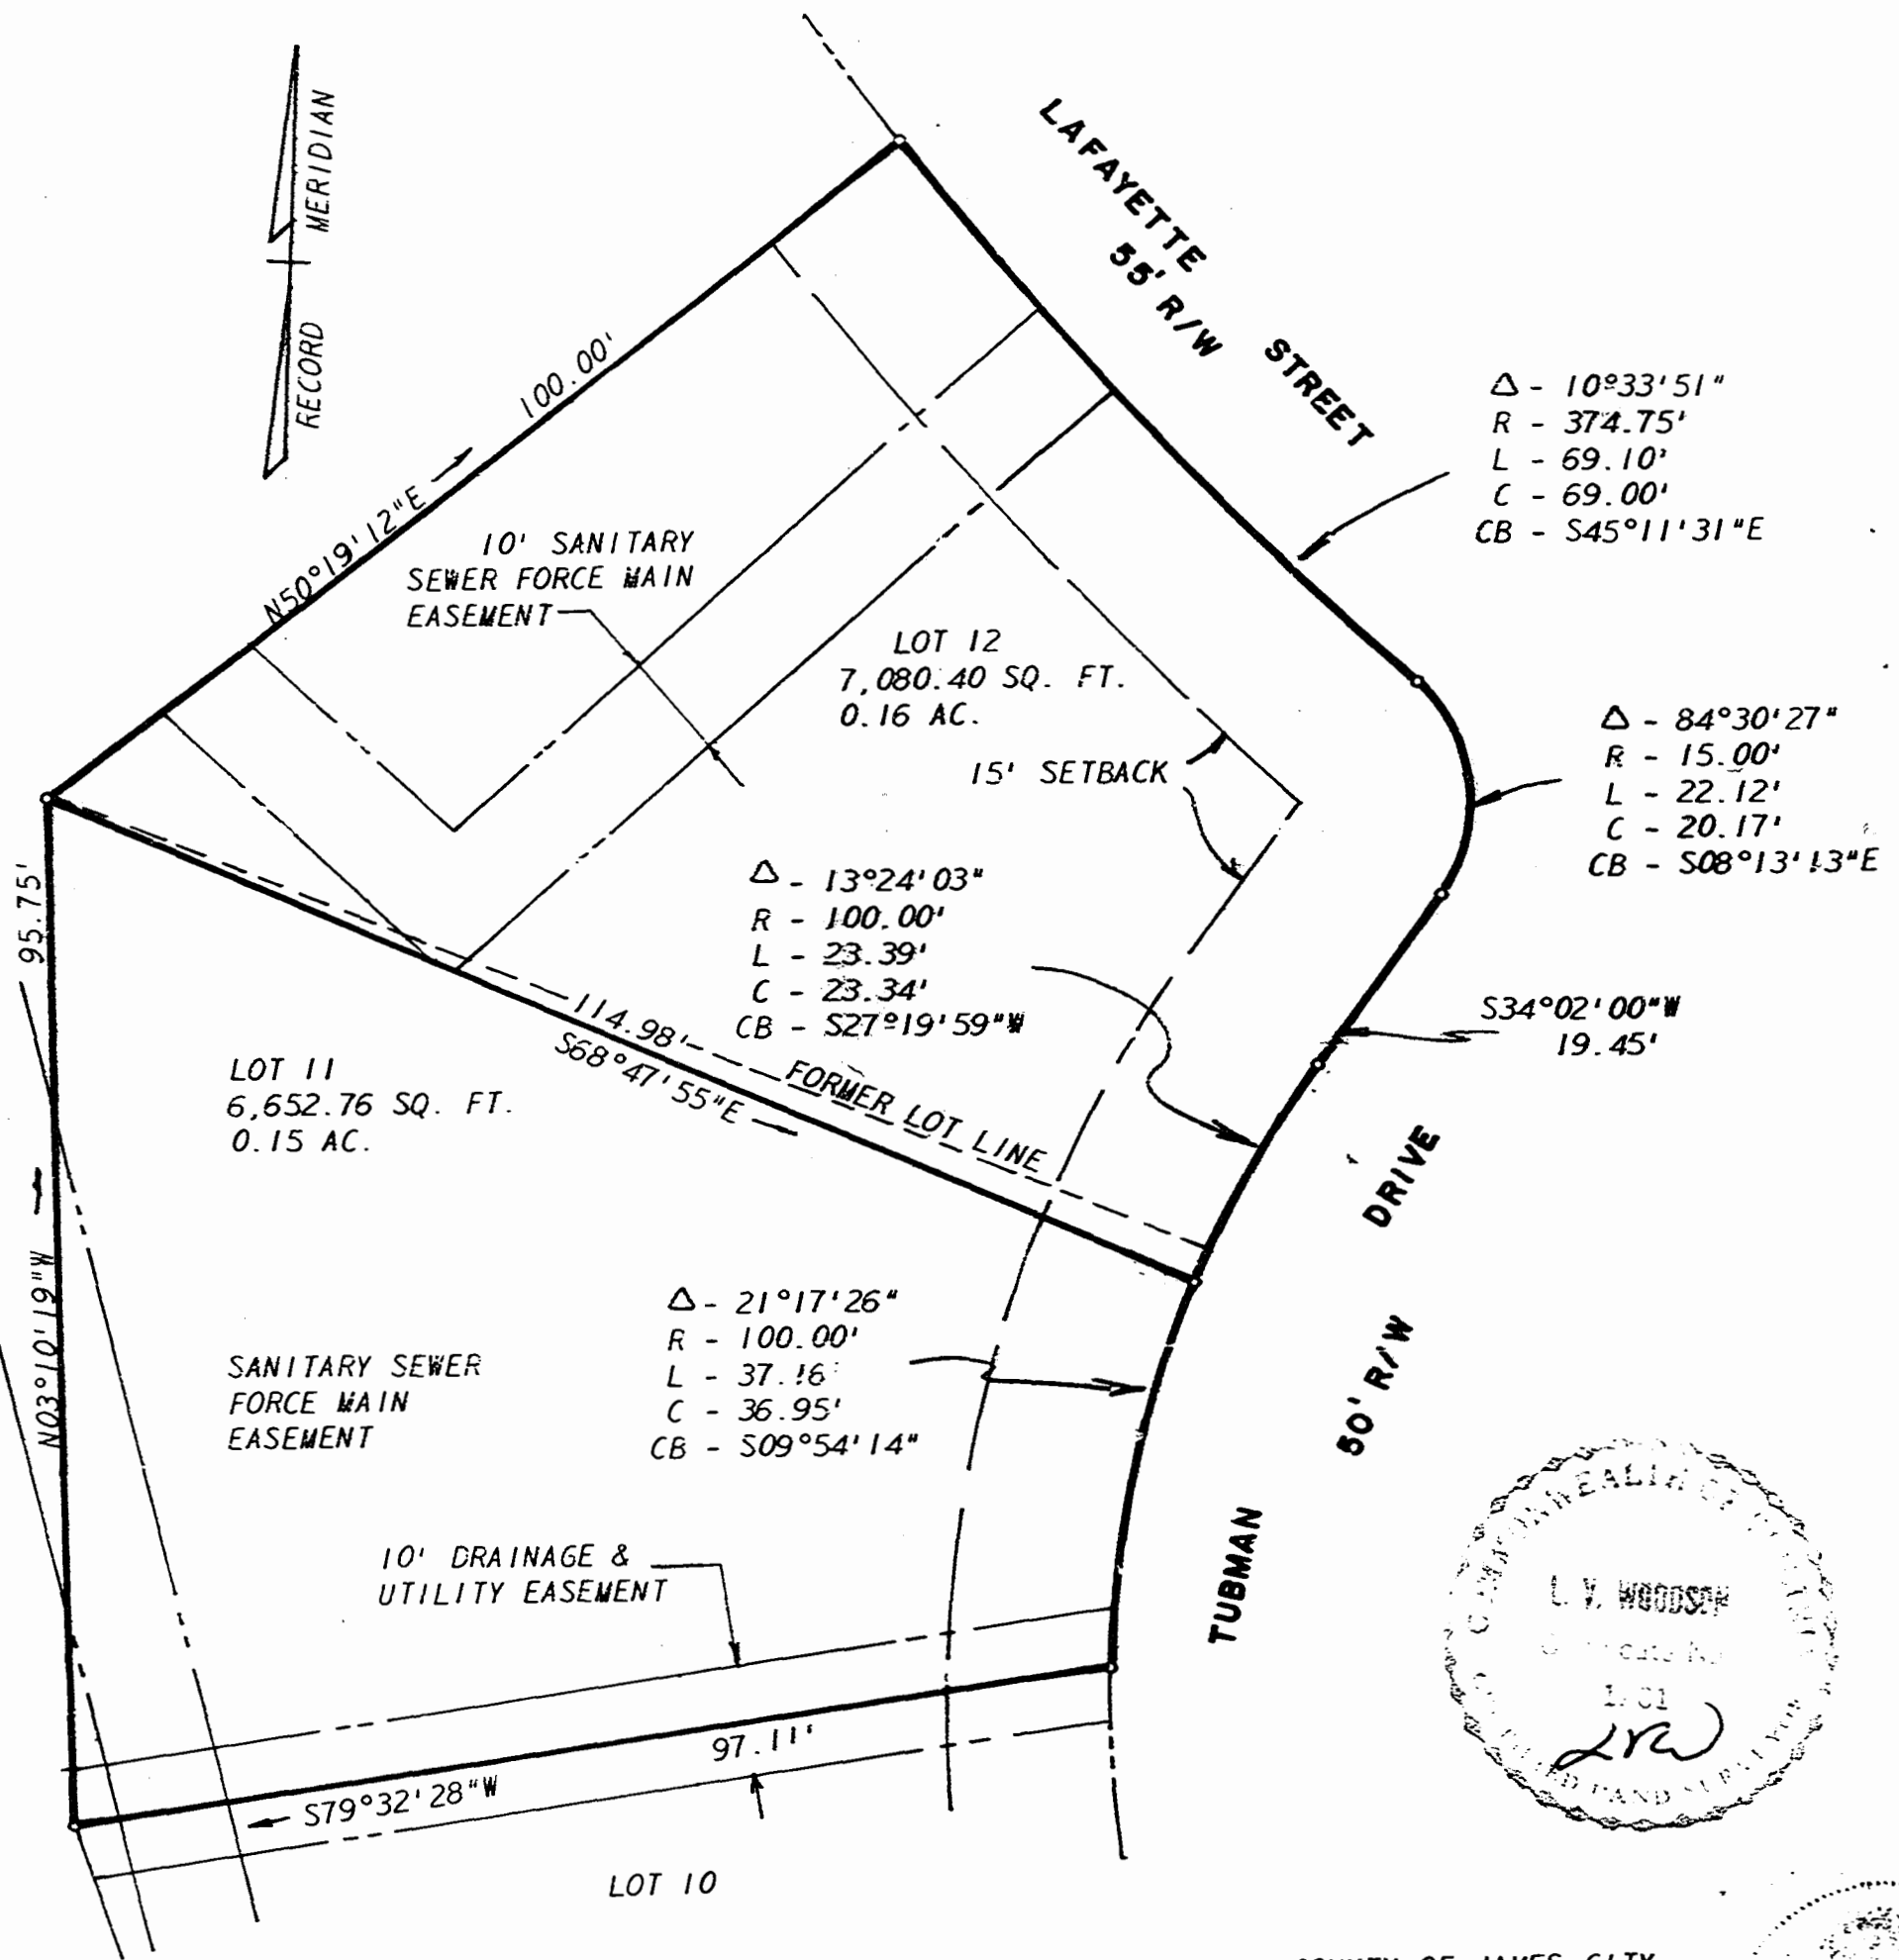 MERIDIAN
RECORD
LAFAYETTE
STREET
55' R/W
100.00'
N50°19'12"E
Δ - 10°33'51"
R - 374.75'
L - 69.10'
C - 69.00'
CB - S45°11'31"E
10' SANITARY
SEWER FORCE MAIN
EASEMENT
LOT 12
7,080.40 SQ. FT.
0.16 AC.
15' SETBACK
Δ - 84°30'27"
R - 15.00'
L - 22.12'
C - 20.17'
CB - S08°13'13"E
95.75'
N03°10'19"W
Δ - 13°24'03"
R - 100.00'
L - 23.39'
C - 23.34'
CB - S27°19'59"W
S34°02'00"W
19.45'
114.98'
S68°47'55"E
FORMER LOT LINE
LOT 11
6,652.76 SQ. FT.
0.15 AC.
TUBMAN
DRIVE
50' R/W
Δ - 21°17'26"
R - 100.00'
L - 37.16'
C - 36.95'
CB - S09°54'14"
SANITARY SEWER
FORCE MAIN
EASEMENT
10' DRAINAGE &
UTILITY EASEMENT
97.11'
S79°32'28"W
LOT 10
L. V. WOODSON
COUNTY OF JAMES CITY